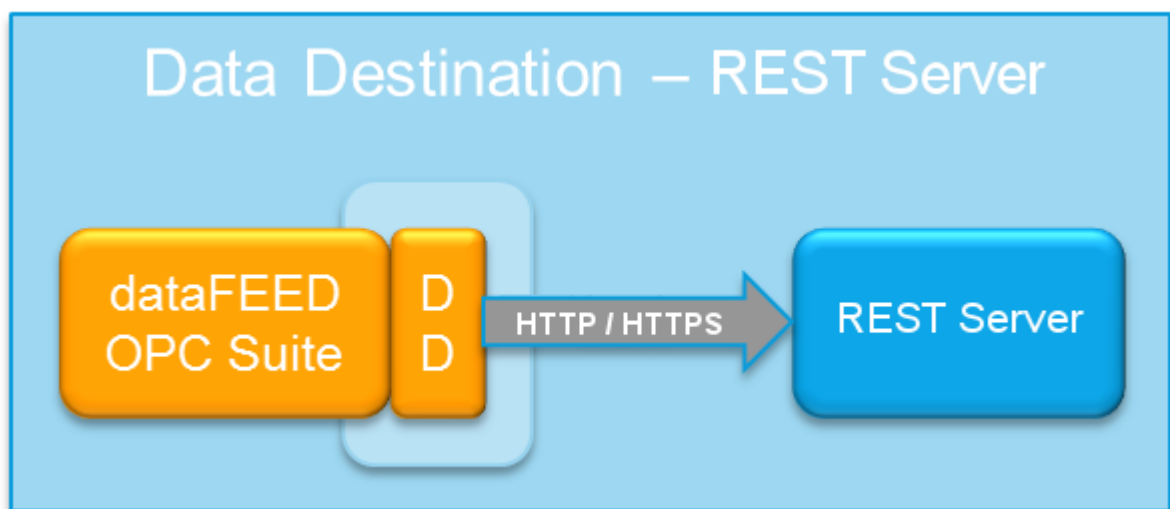 Data Destination – REST Server
dataFEED
OPC Suite
D
D
HTTP / HTTPS
REST Server